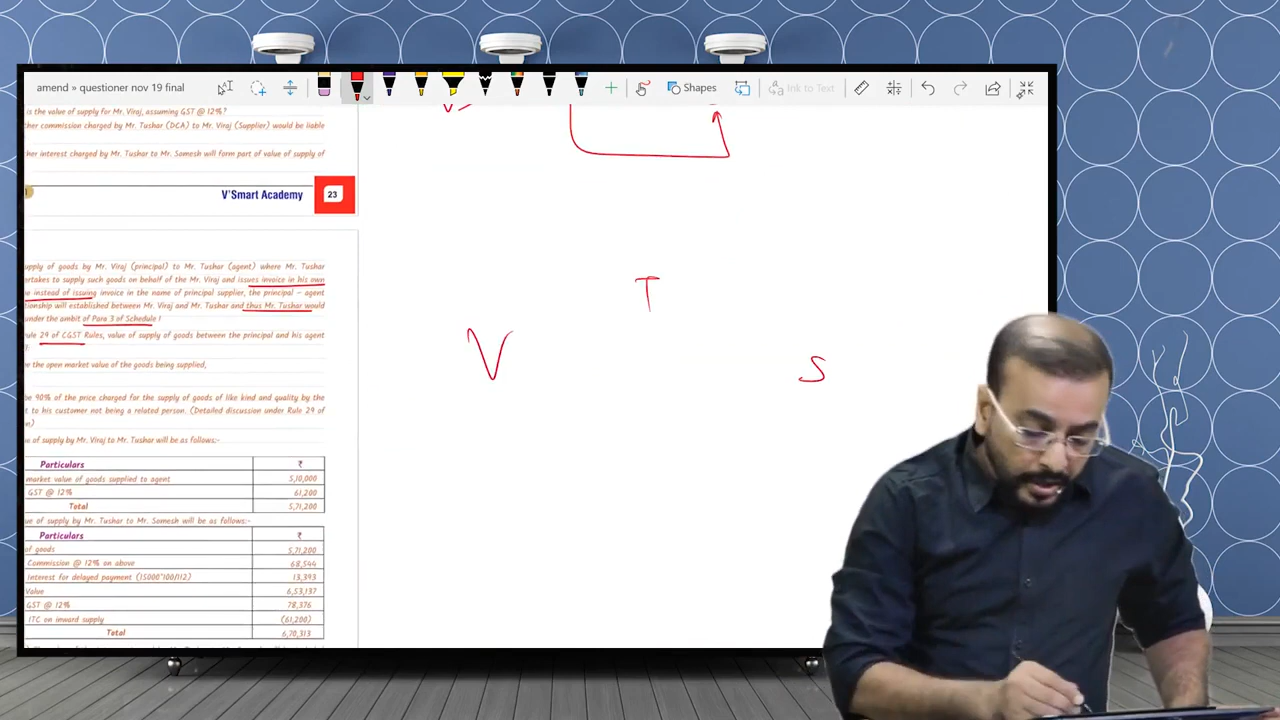 amend » questioner nov 19 final
Shapes
Ink to Text
is the value of supply for Mr. Viraj, assuming GST @ 12%?
her commission charged by Mr. Tushar (DCA) to Mr. Viraj (Supplier) would be liable
her interest charged by Mr. Tushar to Mr. Somesh will form part of value of supply of
V'Smart Academy 23
upply of goods by Mr. Viraj (principal) to Mr. Tushar (agent) where Mr. Tushar
ertakes to supply such goods on behalf of the Mr. Viraj and issues invoice in his own
instead of issuing invoice in the name of principal supplier, the principal – agent
tionship will established between Mr. Viraj and Mr. Tushar and thus Mr. Tushar would
under the ambit of Para 3 of Schedule I
ule 29 of CGST Rules, value of supply of goods between the principal and his agent
r the open market value of the goods being supplied,
be 90% of the price charged for the supply of goods of like kind and quality by the
t to his customer not being a related person. (Detailed discussion under Rule 29 of
n)
ue of supply by Mr. Viraj to Mr. Tushar will be as follows:-
Particulars ₹
market value of goods supplied to agent 5,10,000
GST @ 12% 61,200
Total 5,71,200
ue of supply by Mr. Tushar to Mr. Somesh will be as follows:-
Particulars ₹
of goods 5,71,200
Commission @ 12% on above 68,544
Interest for delayed payment (15000*100/112) 13,393
Value 6,53,137
GST @ 12% 78,376
ITC on inward supply (61,200)
Total 6,70,313
T
V
S